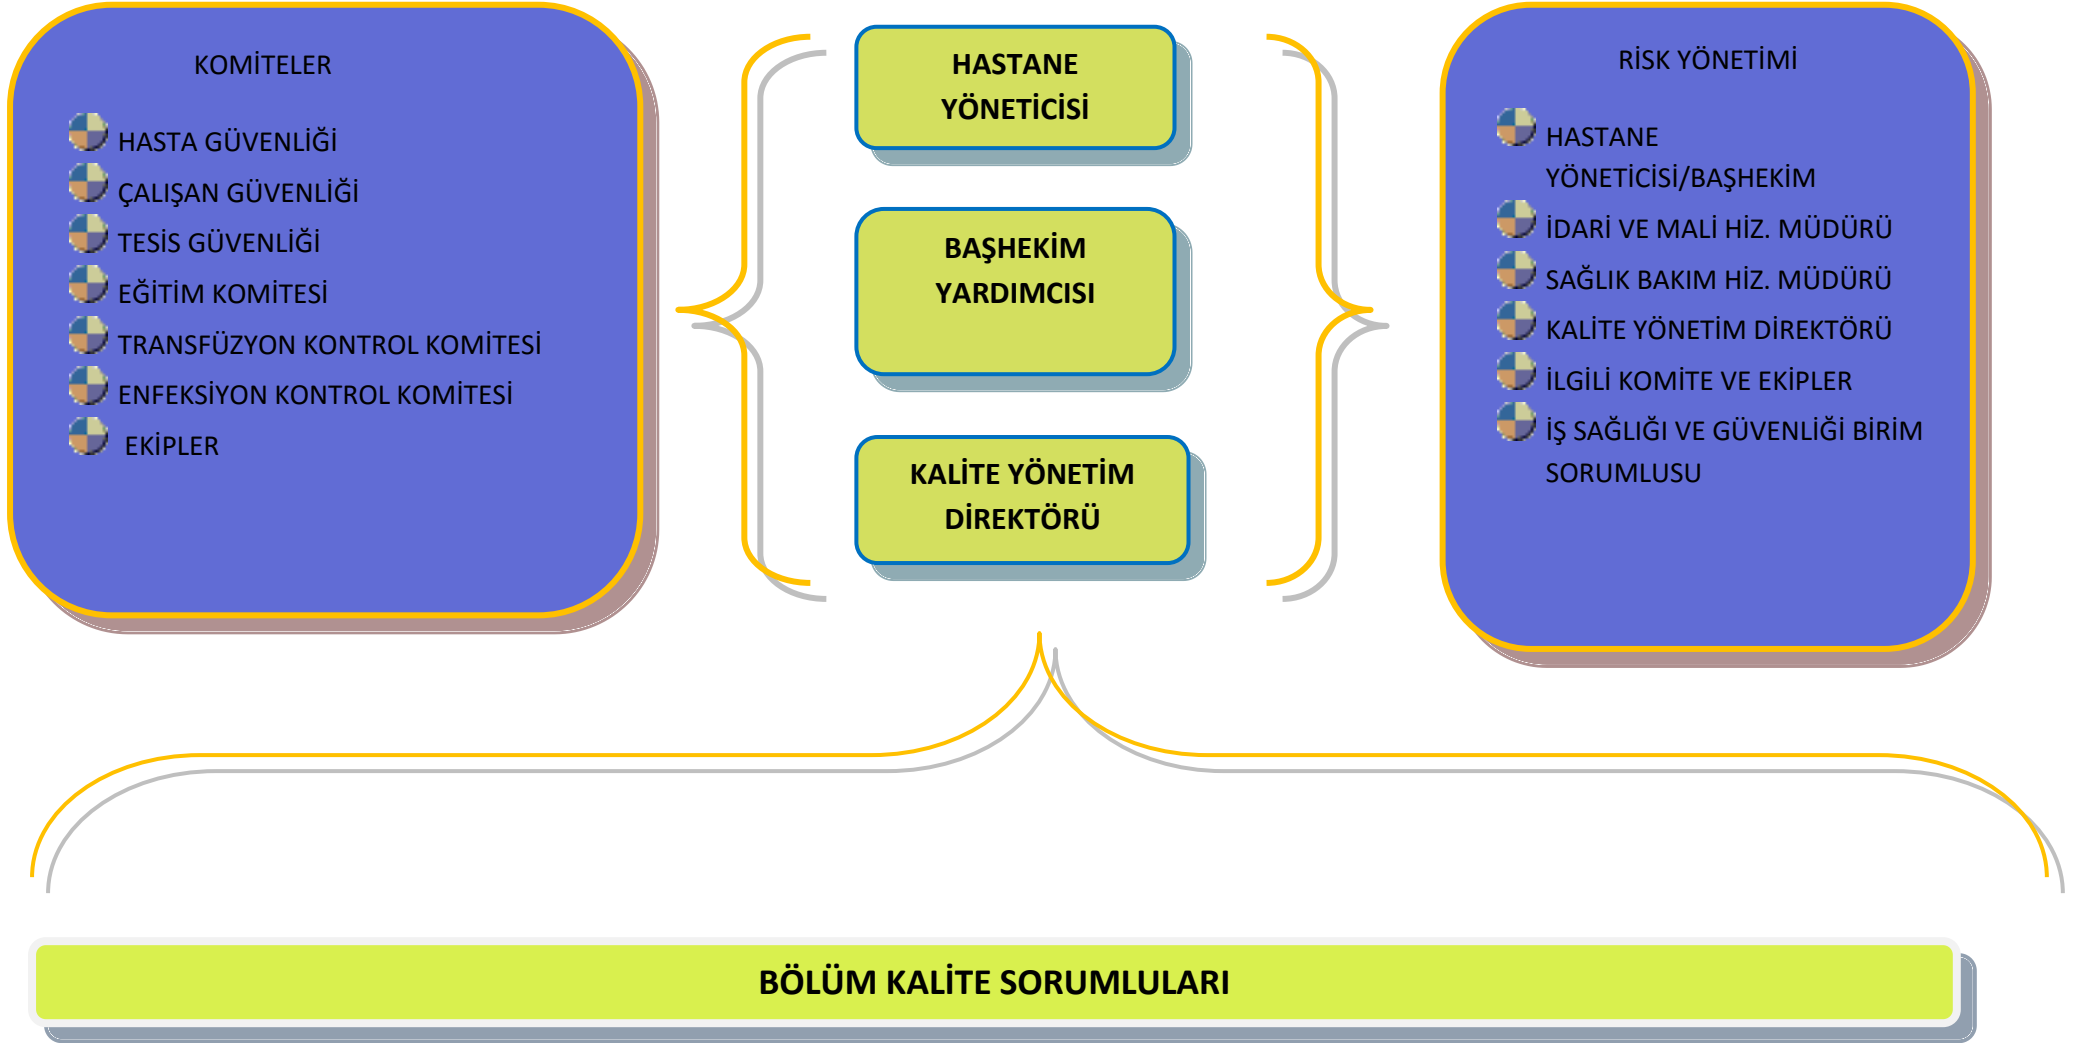 KOMİTELER
HASTA GÜVENLİĞİ
ÇALIŞAN GÜVENLİĞİ
TESİS GÜVENLİĞİ
EĞİTİM KOMİTESİ
TRANSFÜZYON KONTROL KOMİTESİ
ENFEKSİYON KONTROL KOMİTESİ
EKİPLER
HASTANE
YÖNETİCİSİ
BAŞHEKİM
YARDIMCISI
KALİTE YÖNETİM
DİREKTÖRÜ
RİSK YÖNETİMİ
HASTANE
YÖNETİCİSİ/BAŞHEKİM
İDARİ VE MALİ HİZ. MÜDÜRÜ
SAĞLIK BAKIM HİZ. MÜDÜRÜ
KALİTE YÖNETİM DİREKTÖRÜ
İLGİLİ KOMİTE VE EKİPLER
İŞ SAĞLIĞI VE GÜVENLİĞİ BİRİM
SORUMLUSU
BÖLÜM KALİTE SORUMLULARI